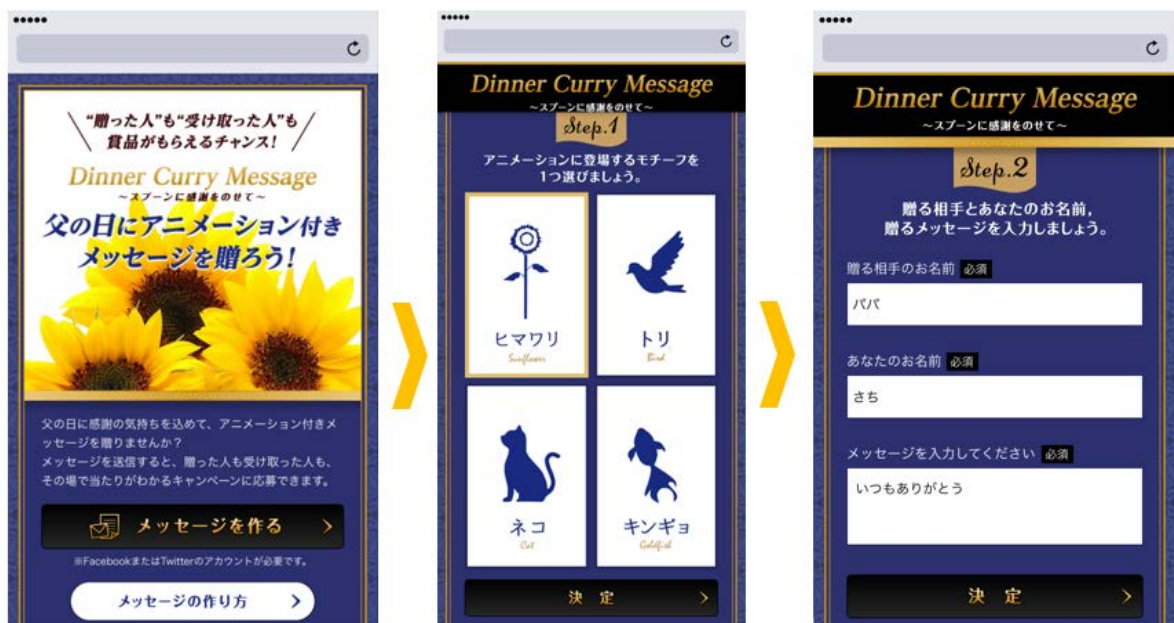 “贈った人”も“受け取った人”も
賞品がもらえるチャンス!
Dinner Curry Message
~スプーンに感謝をのせて~
父の日にアニメーション付き
メッセージを贈ろう!
父の日に感謝の気持ちを込めて、アニメーション付きメ
ッセージを贈りませんか?
メッセージを送信すると、贈った人も受け取った人も、
その場で当たりがわかるキャンペーンに応募できます。
メッセージを作る
※FacebookまたはTwitterのアカウントが必要です。
メッセージの作り方
Dinner Curry Message
~スプーンに感謝をのせて~
Step.1
アニメーションに登場するモチーフを
1つ選びましょう。
ヒマワリ
Sunflower
トリ
Bird
ネコ
Cat
キンギョ
Goldfish
決 定
Dinner Curry Message
~スプーンに感謝をのせて~
Step.2
贈る相手とあなたのお名前,
贈るメッセージを入力しましょう。
贈る相手のお名前 必須
パパ
あなたのお名前 必須
さち
メッセージを入力してください 必須
いつもありがとう
決 定